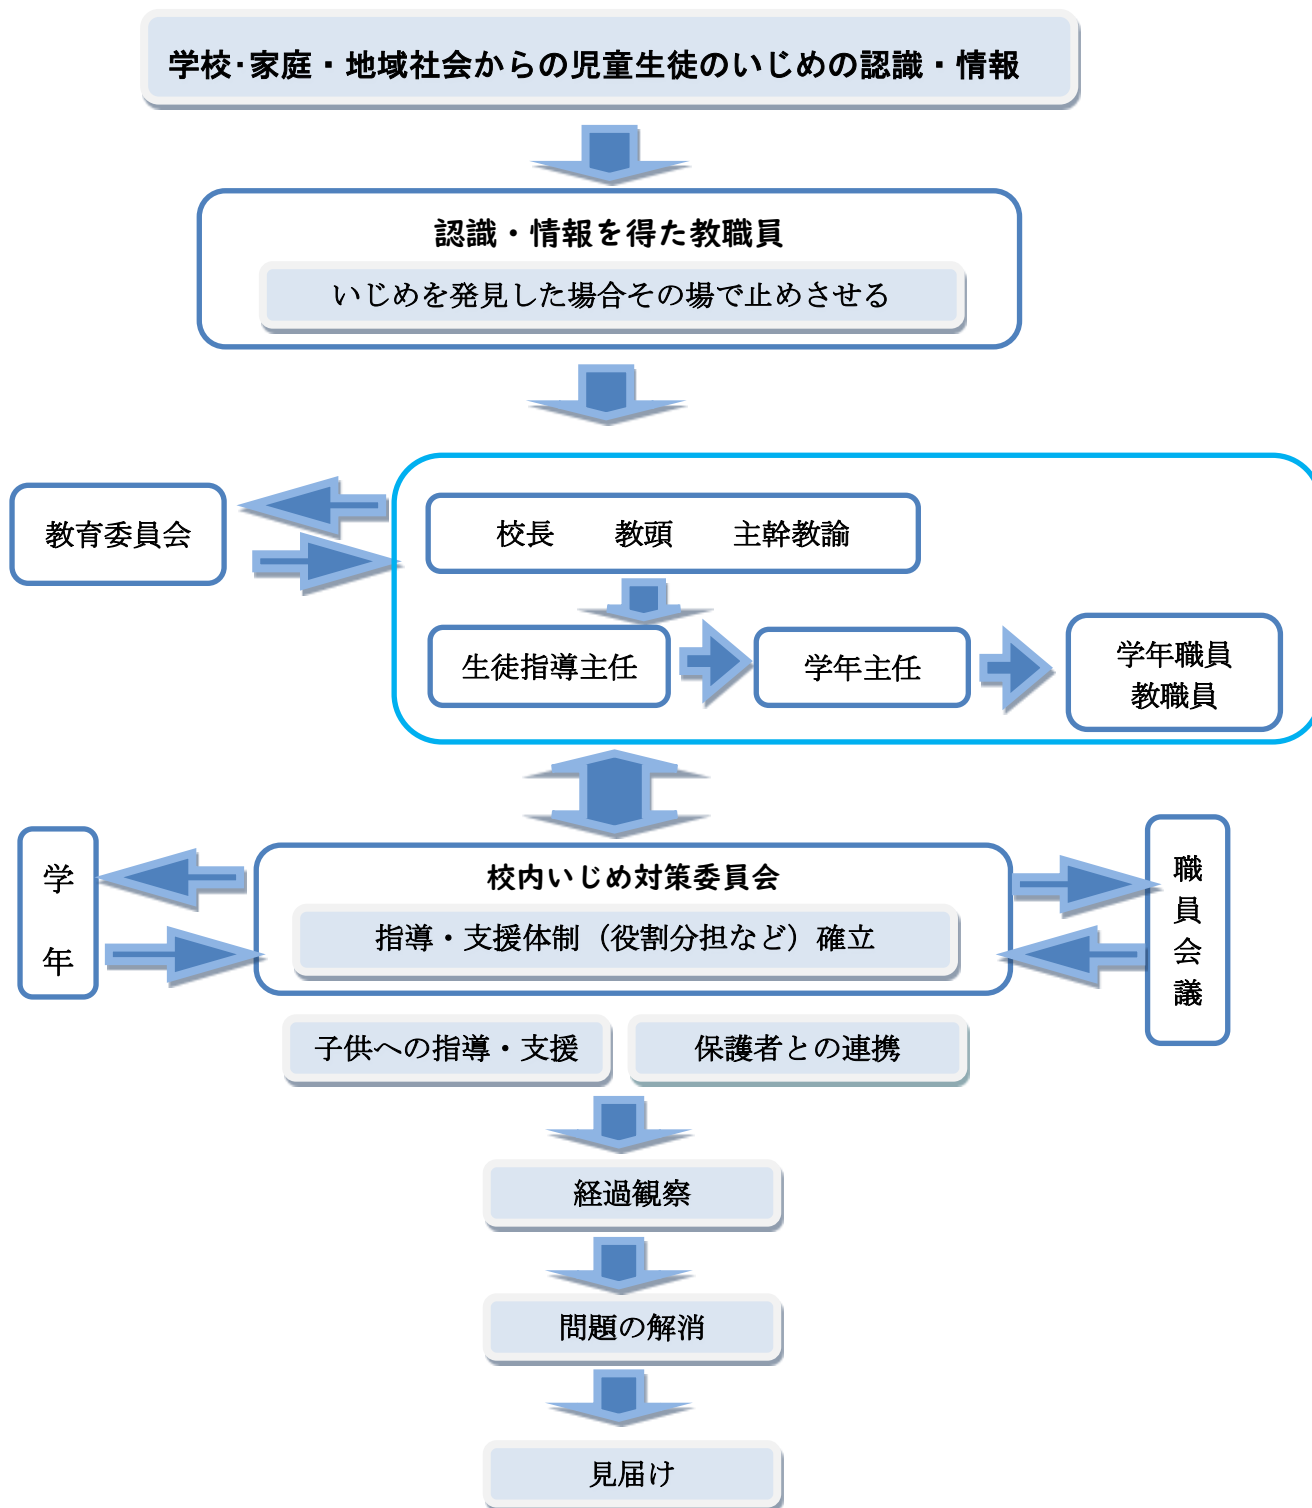 学校･家庭・地域社会からの児童生徒のいじめの認識・情報
認識・情報を得た教職員
いじめを発見した場合その場で止めさせる
教育委員会
校長　　教頭　　主幹教諭
生徒指導主任
学年主任
学年職員
教職員
学年
校内いじめ対策委員会
指導・支援体制（役割分担など）確立
職員会議
子供への指導・支援
保護者との連携
経過観察
問題の解消
見届け